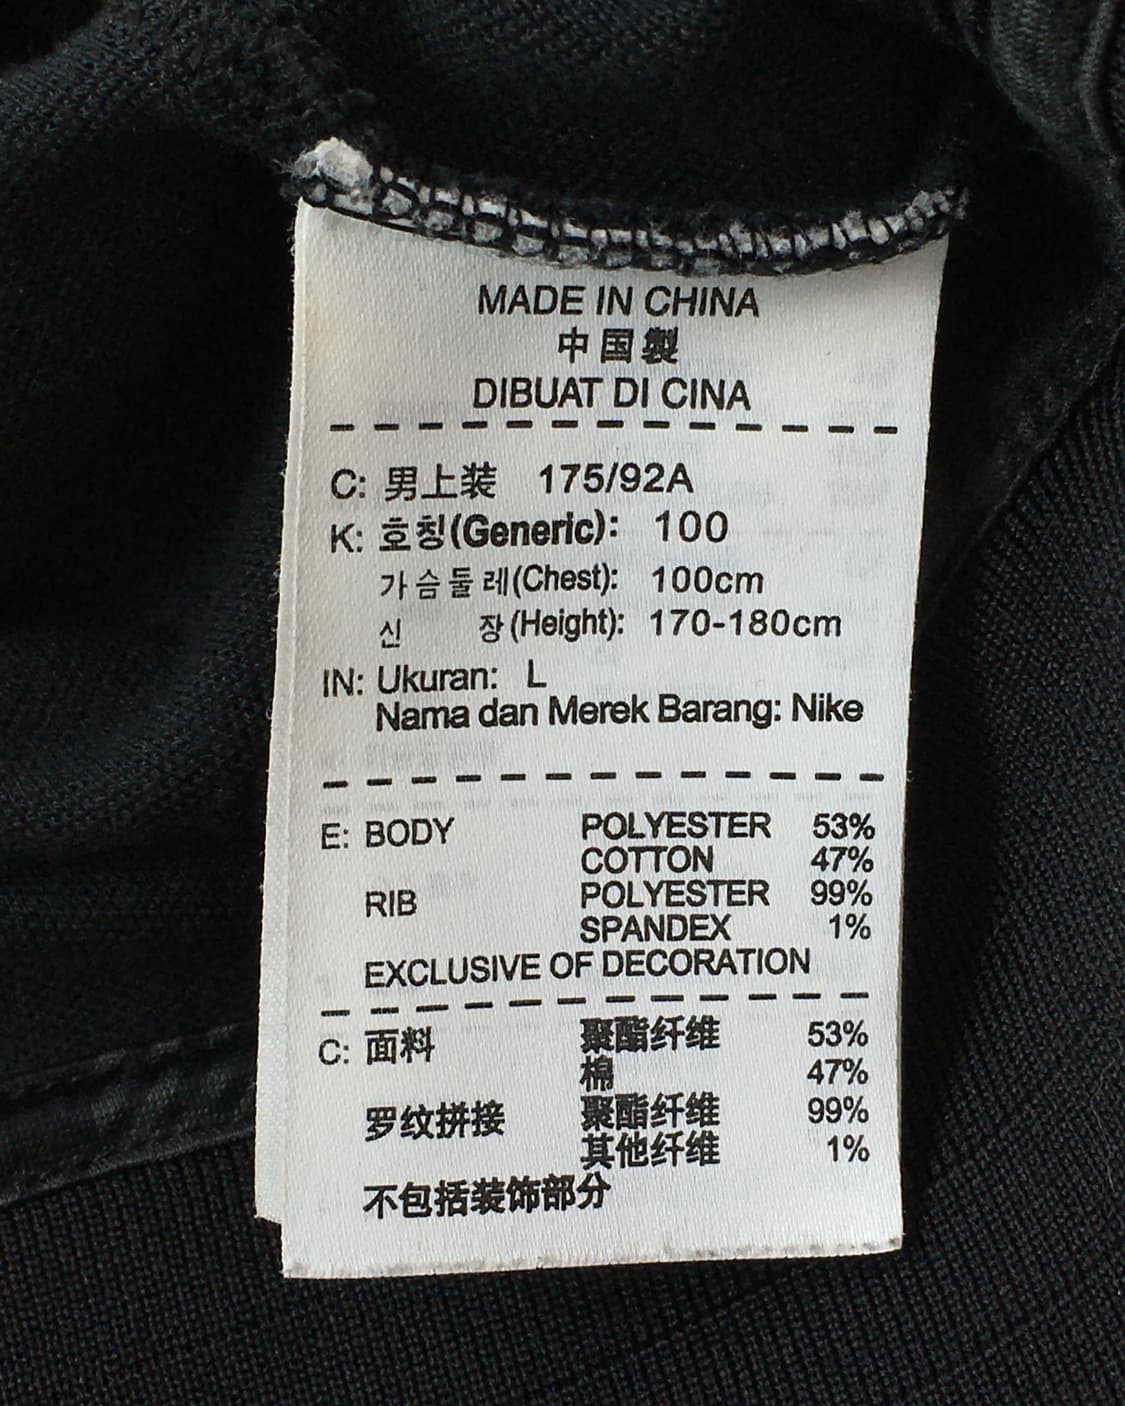 MADE IN CHINA
中国製
DIBUAT DI CINA
C: 男上装 175/92A
K: 호칭(Generic): 100
가슴둘레(Chest): 100cm
신 장(Height): 170-180cm
IN: Ukuran: L
Nama dan Merek Barang: Nike
E: BODY POLYESTER 53%
COTTON 47%
RIB POLYESTER 99%
SPANDEX 1%
EXCLUSIVE OF DECORATION
C: 面料 聚酯纤维 53%
棉 47%
罗纹拼接 聚酯纤维 99%
其他纤维 1%
不包括装饰部分